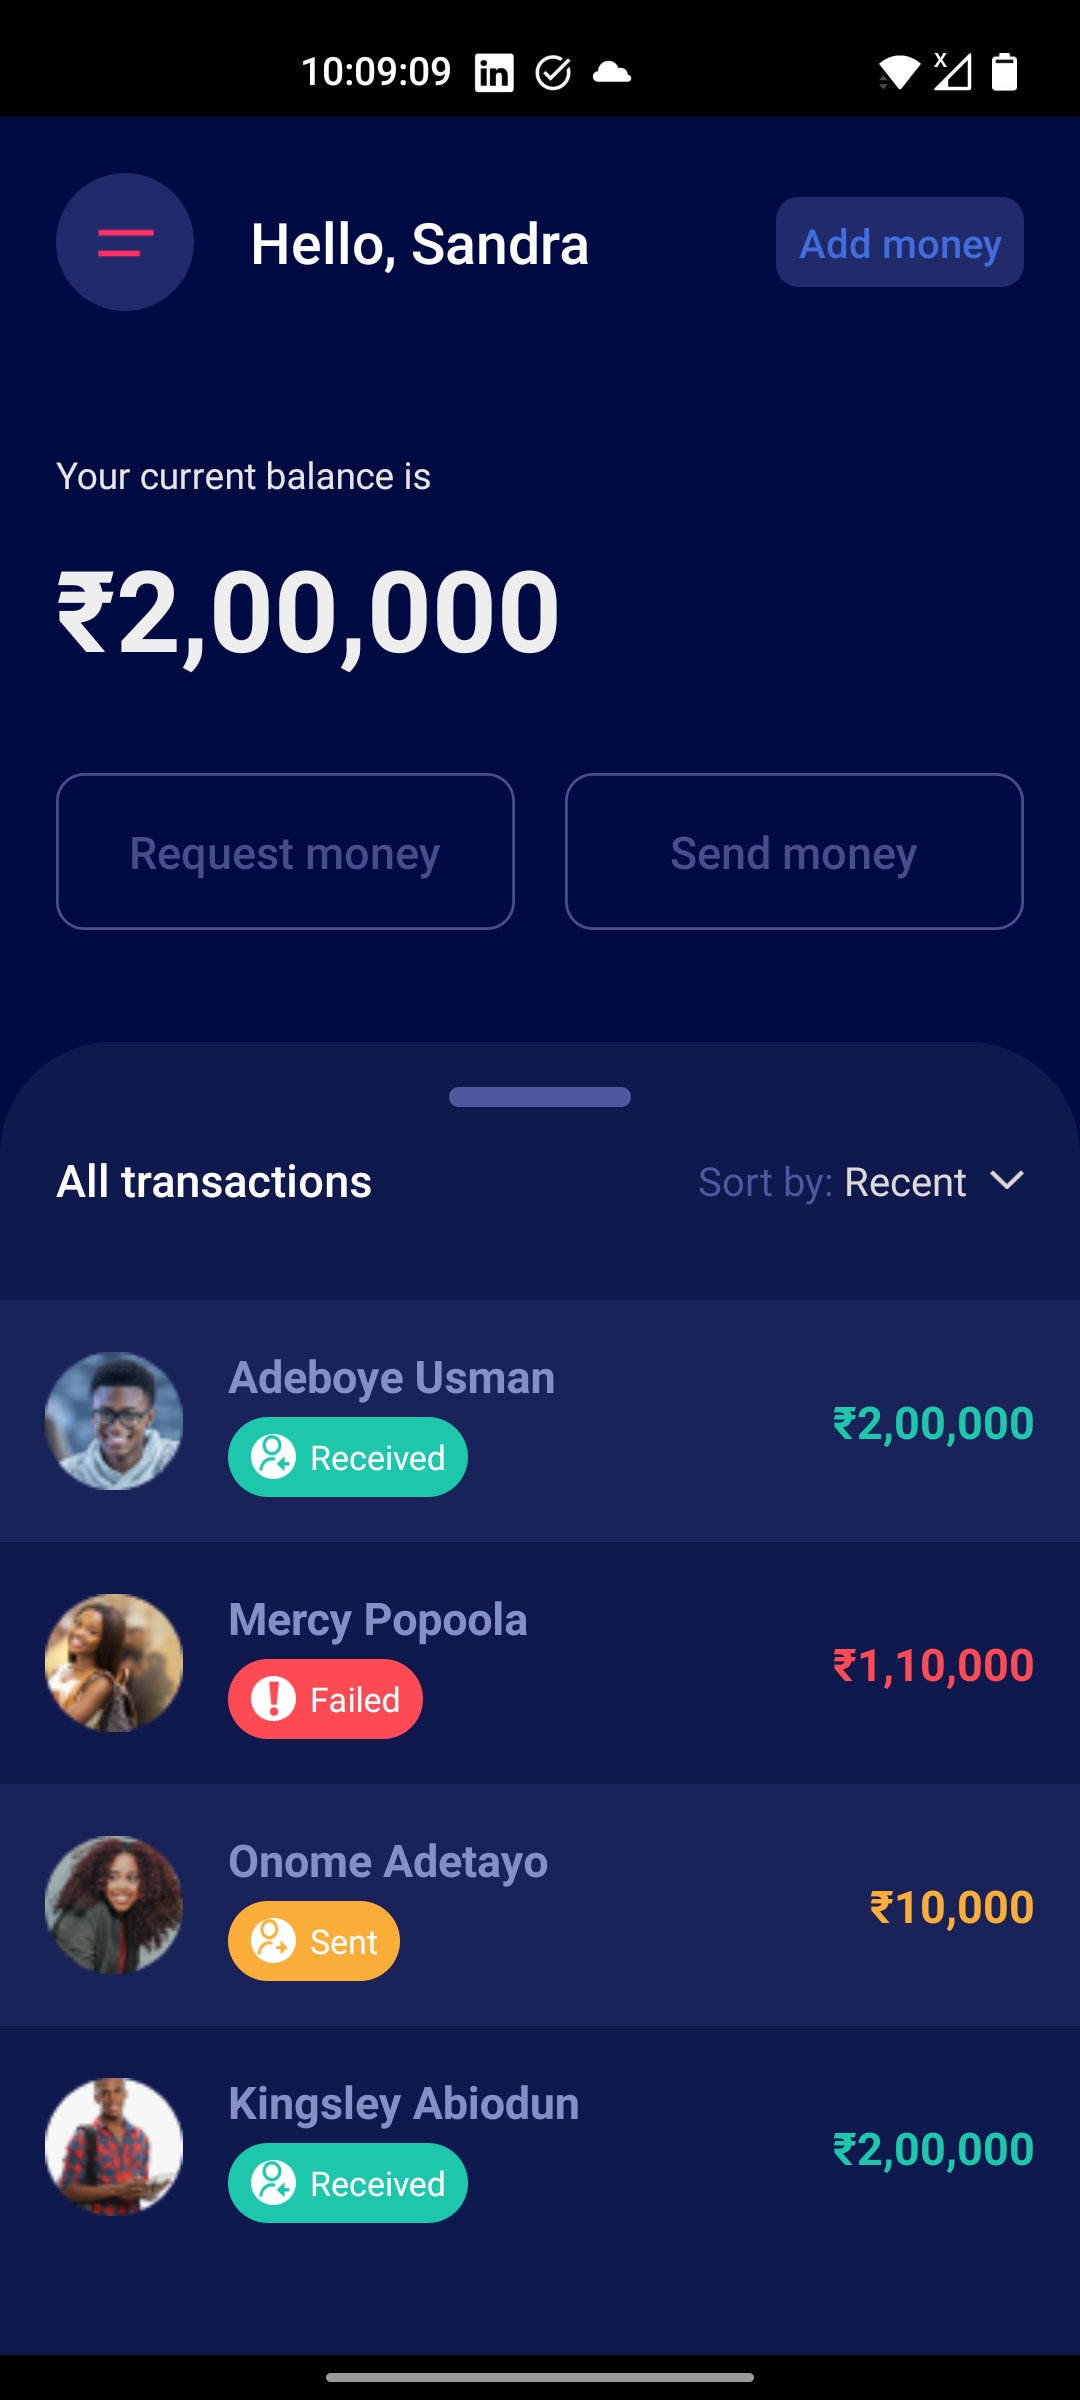 10:09:09
Hello, Sandra
Add money
Your current balance is
₹2,00,000
Request money
Send money
All transactions
Sort by: Recent
Adeboye Usman
Received
₹2,00,000
Mercy Popoola
Failed
₹1,10,000
Onome Adetayo
Sent
₹10,000
Kingsley Abiodun
Received
₹2,00,000